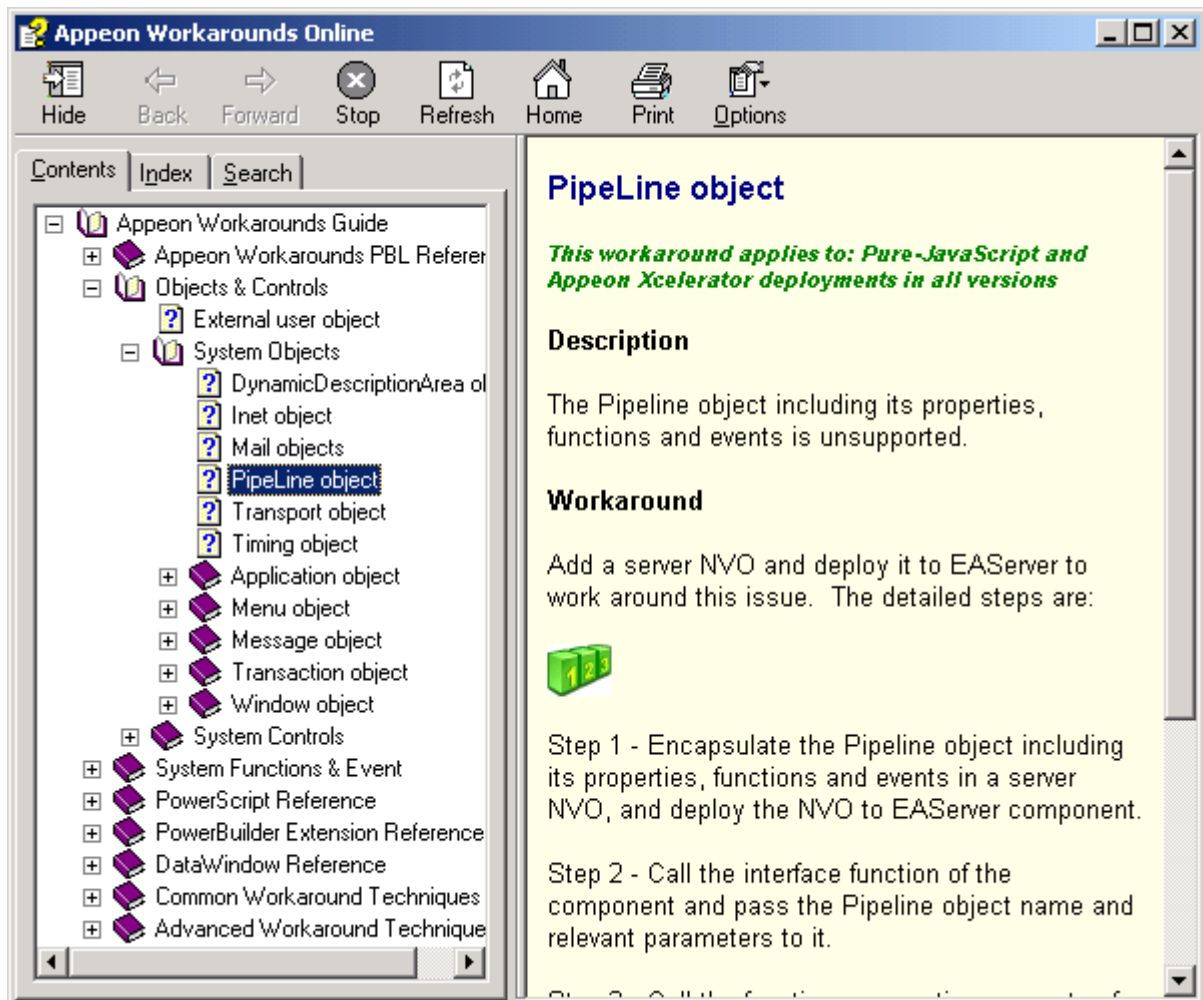 Appeon Workarounds Online
Hide Back Forward Stop Refresh Home Print Options
Contents Index Search
Appeon Workarounds Guide
Appeon Workarounds PBL Referer
Objects & Controls
External user object
System Objects
DynamicDescriptionArea ol
Inet object
Mail objects
PipeLine object
Transport object
Timing object
Application object
Menu object
Message object
Transaction object
Window object
System Controls
System Functions & Event
PowerScript Reference
PowerBuilder Extension Reference
DataWindow Reference
Common Workaround Techniques
Advanced Workaround Technique
PipeLine object
This workaround applies to: Pure-JavaScript and
Appeon Xcelerator deployments in all versions
Description
The Pipeline object including its properties,
functions and events is unsupported.
Workaround
Add a server NVO and deploy it to EAServer to
work around this issue.  The detailed steps are:
1 2 3
Step 1 - Encapsulate the Pipeline object including
its properties, functions and events in a server
NVO, and deploy the NVO to EAServer component.
Step 2 - Call the interface function of the
component and pass the Pipeline object name and
relevant parameters to it.